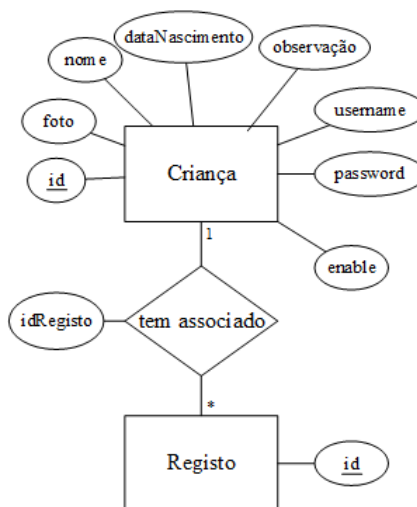 dataNascimento
observação
nome
username
foto
Criança
password
id
1
enable
idRegisto
tem associado
*
Registo
id